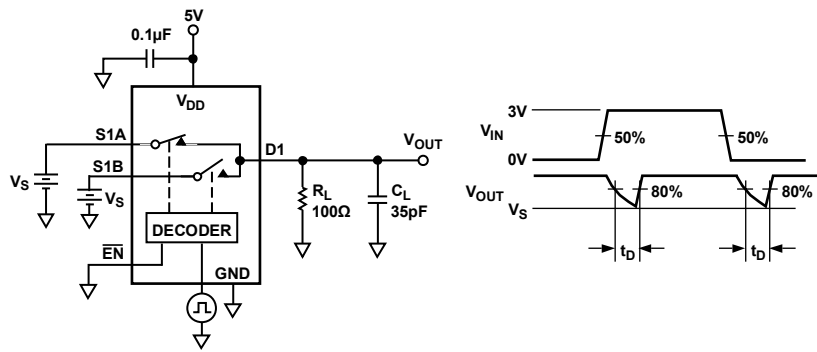 5V
0.1µF
VDD
S1A
D1
VOUT
S1B
VS
VS
RL
100Ω
CL
35pF
DECODER
EN
GND
3V
VIN
50%
50%
0V
VOUT
80%
80%
VS
tD
tD